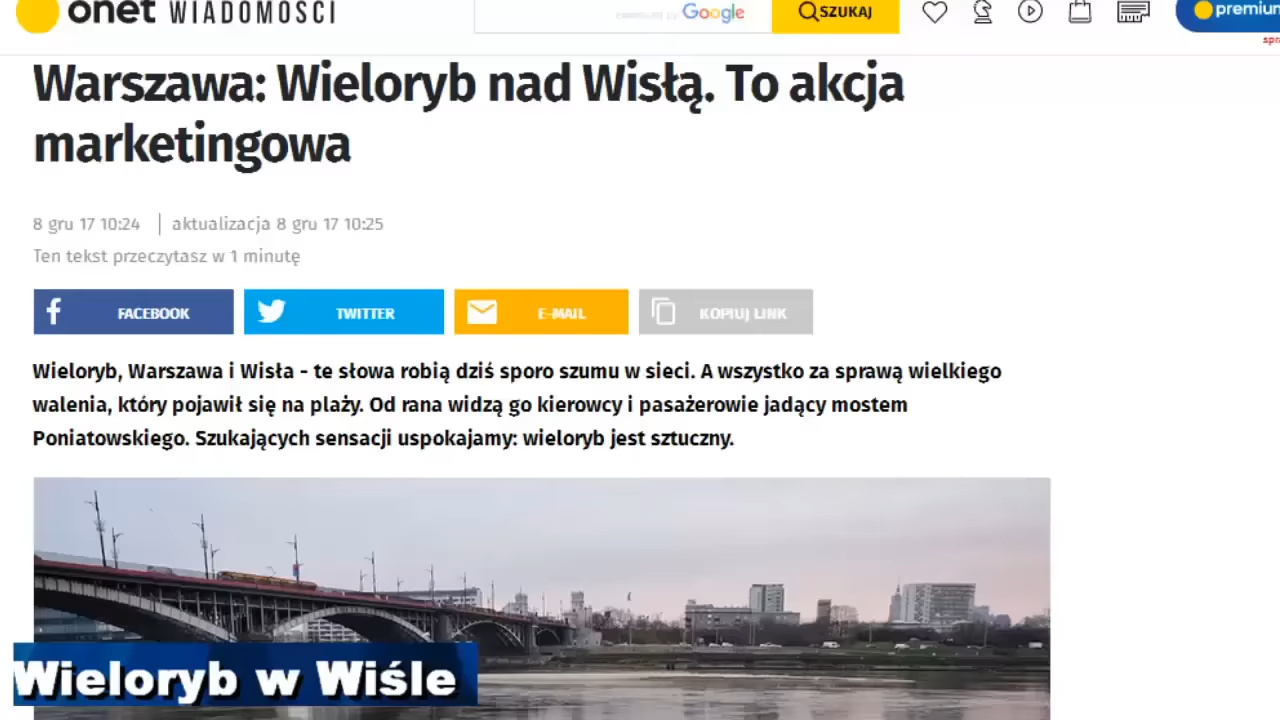 onet WIADOMOŚCI
Google
SZUKAJ
premium
Warszawa: Wieloryb nad Wisłą. To akcja
marketingowa
8 gru 17 10:24 | aktualizacja 8 gru 17 10:25
Ten tekst przeczytasz w 1 minutę
FACEBOOK
TWITTER
E-MAIL
KOPIUJ LINK
Wieloryb, Warszawa i Wisła - te słowa robią dziś sporo szumu w sieci. A wszystko za sprawą wielkiego
walenia, który pojawił się na plaży. Od rana widzą go kierowcy i pasażerowie jadący mostem
Poniatowskiego. Szukających sensacji uspokajamy: wieloryb jest sztuczny.
Wieloryb w Wiśle